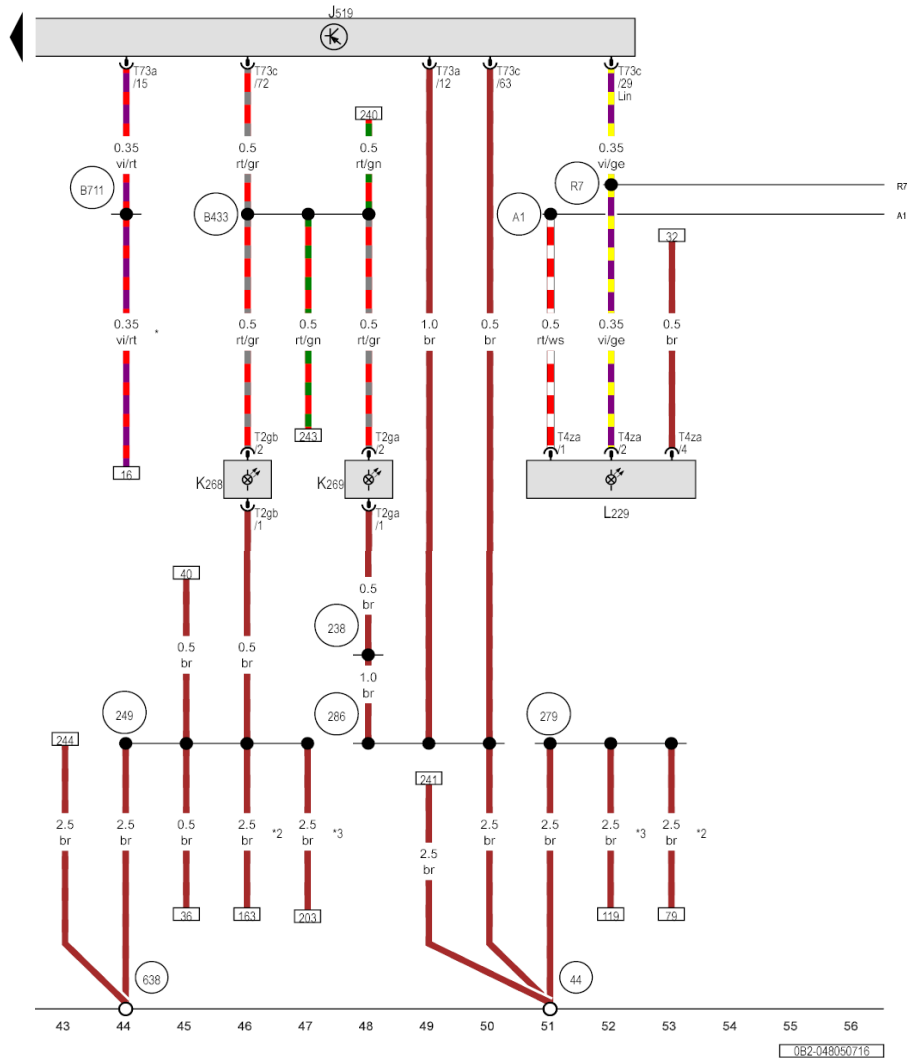 J519
T73a
/15
T73c
/72
T73a
/12
T73c
/63
T73c
/29
Lin
240
0.35
vi/rt
0.5
rt/gr
0.5
rt/gn
0.35
vi/ge
B711
B433
A1
R7
R7
A1
32
0.35
vi/rt
*
0.5
rt/gr
0.5
rt/gn
0.5
rt/gr
1.0
br
0.5
br
0.5
rt/ws
0.35
vi/ge
0.5
br
16
243
T2gb
/2
T2ga
/2
T4za
/1
T4za
/2
T4za
/4
K268
K269
L229
T2gb
/1
T2ga
/1
40
0.5
br
0.5
br
0.5
br
238
1.0
br
249
286
279
244
241
2.5
br
2.5
br
0.5
br
2.5
br
*2
2.5
br
*3
2.5
br
2.5
br
2.5
br
2.5
br
*3
2.5
br
*2
36
163
203
119
79
638
44
43 44 45 46 47 48 49 50 51 52 53 54 55 56
0B2-048050716